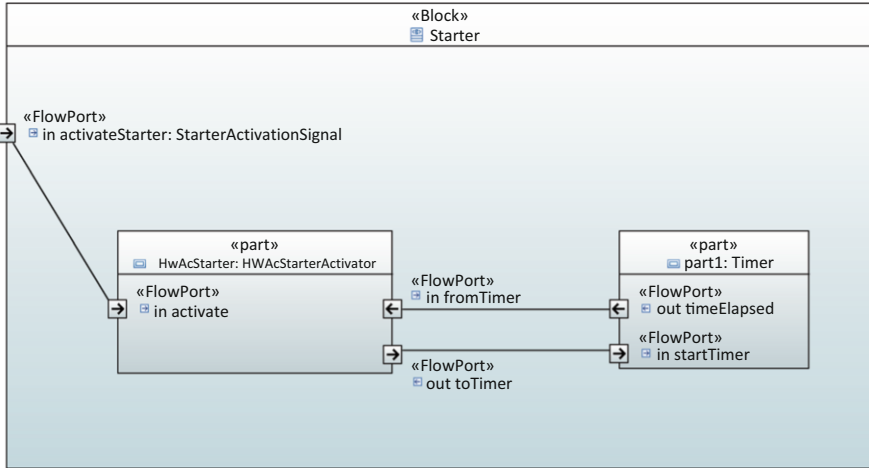 «Block»
Starter
«FlowPort»
in activateStarter: StarterActivationSignal
«part»
HwAcStarter: HWAcStarterActivator
«FlowPort»
in activate
«FlowPort»
in fromTimer
«FlowPort»
out toTimer
«part»
part1: Timer
«FlowPort»
out timeElapsed
«FlowPort»
in startTimer